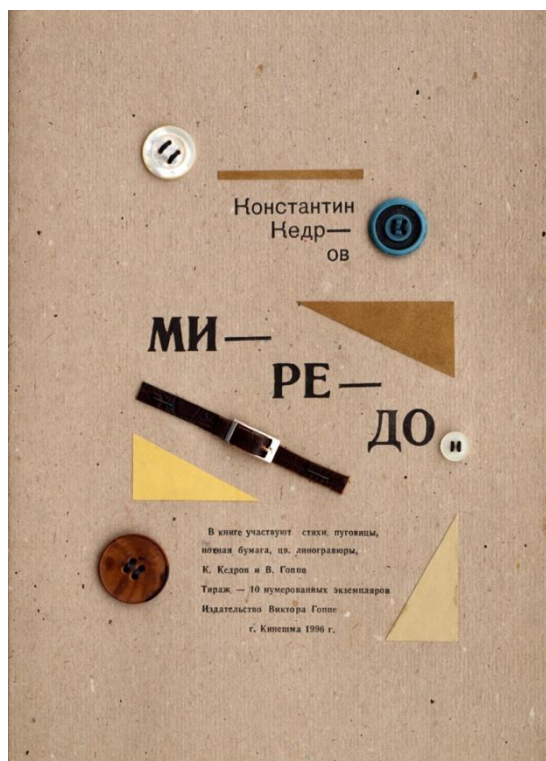 Константин
Кедр—
ов
МИ—
РЕ—
ДО
В книге участвуют стихи, пуговицы,
нотная бумага, цв. линогравюры,
К. Кедров и В. Гоппе
Тираж — 10 нумерованных экземпляров
Издательство Виктора Гоппе
г. Кинешма 1996 г.